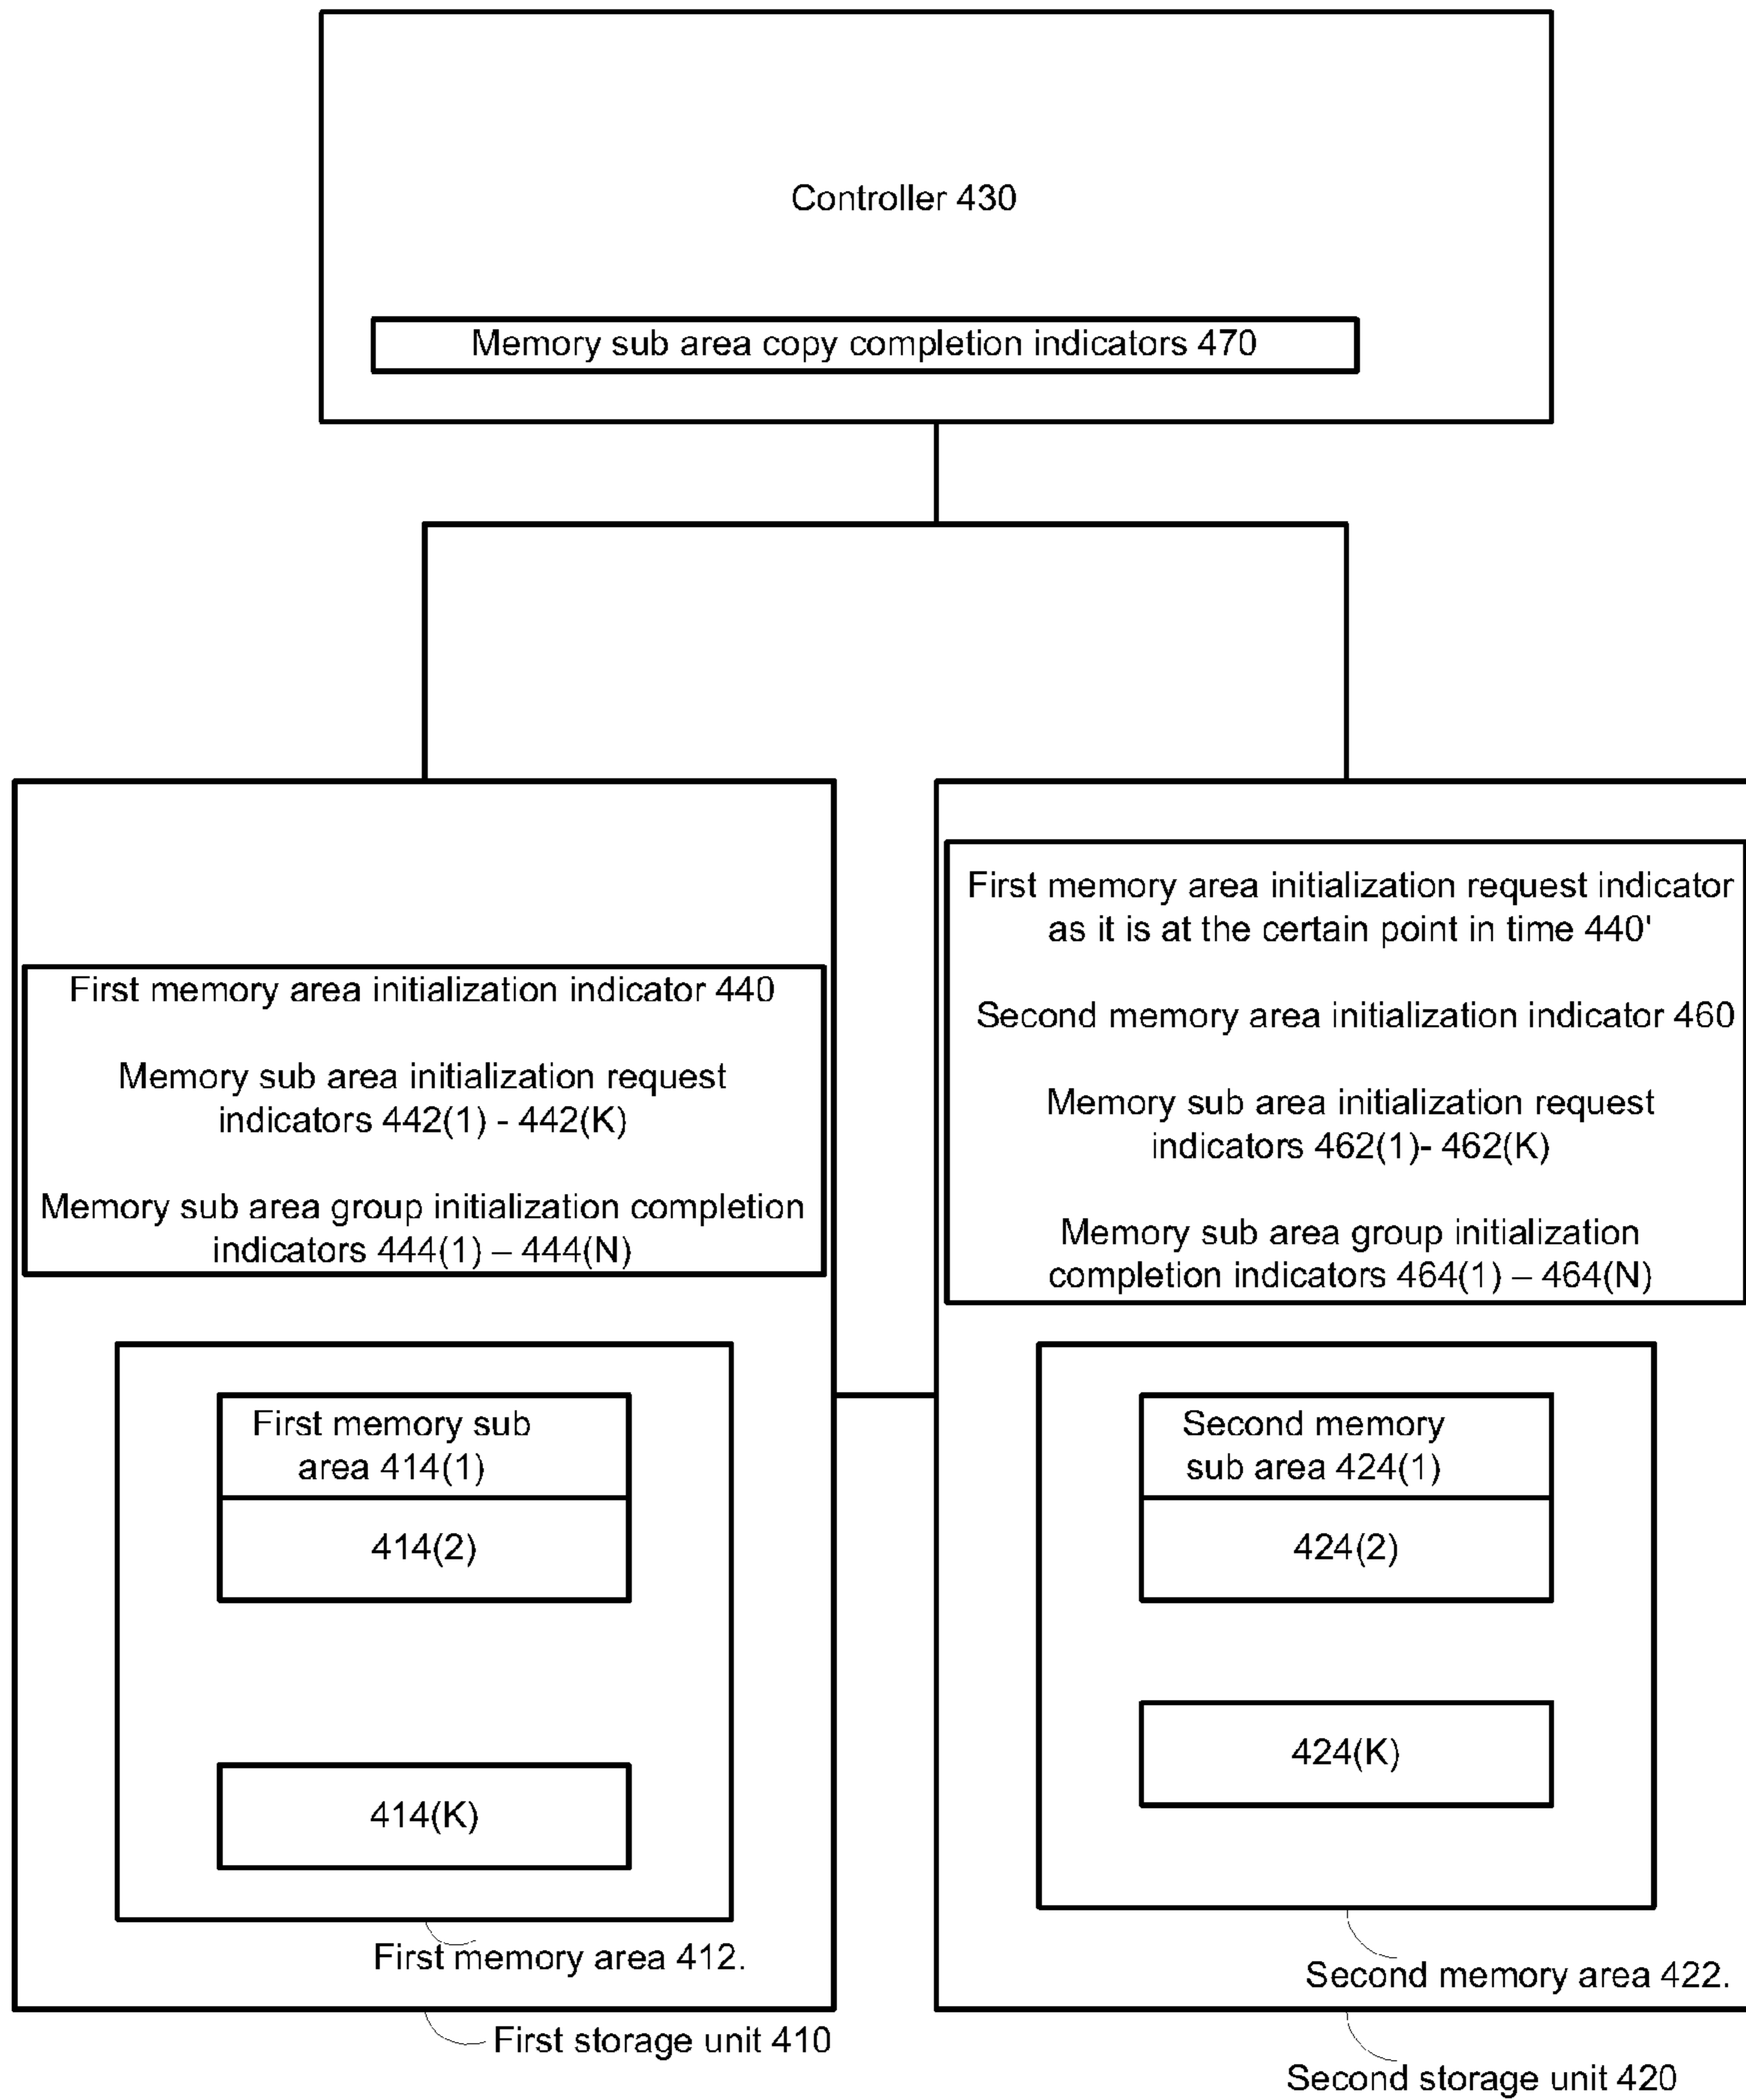 Controller 430
Memory sub area copy completion indicators 470
First memory area initialization indicator 440
Memory sub area initialization request
indicators 442(1) - 442(K)
Memory sub area group initialization completion
indicators 444(1) – 444(N)
First memory sub
area 414(1)
414(2)
414(K)
First memory area 412.
First storage unit 410
First memory area initialization request indicator
as it is at the certain point in time 440'
Second memory area initialization indicator 460
Memory sub area initialization request
indicators 462(1)- 462(K)
Memory sub area group initialization
completion indicators 464(1) – 464(N)
Second memory
sub area 424(1)
424(2)
424(K)
Second memory area 422.
Second storage unit 420